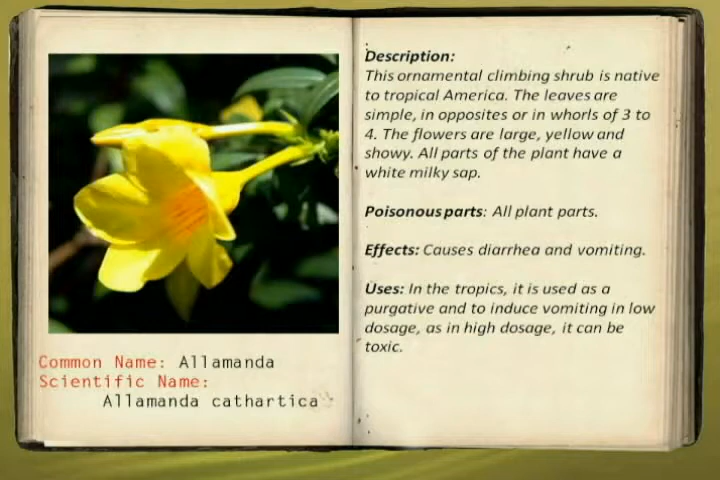 Common Name: Allamanda
Scientific Name:
Allamanda cathartica
Description:
This ornamental climbing shrub is native
to tropical America. The leaves are
simple, in opposites or in whorls of 3 to
4. The flowers are large, yellow and
showy. All parts of the plant have a
white milky sap.
Poisonous parts: All plant parts.
Effects: Causes diarrhea and vomiting.
Uses: In the tropics, it is used as a
purgative and to induce vomiting in low
dosage, as in high dosage, it can be
toxic.